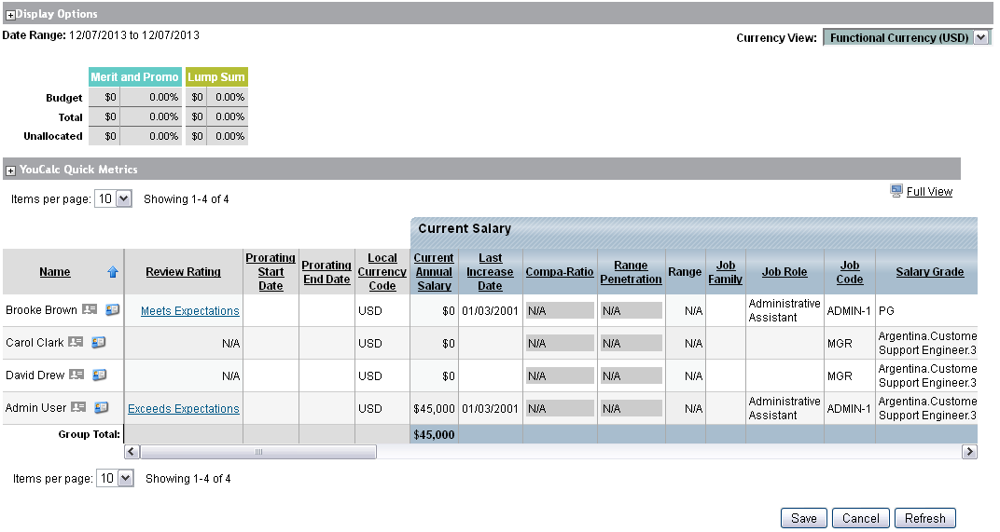 Display Options
Date Range: 12/07/2013 to 12/07/2013
Currency View: Functional Currency (USD)
Merit and Promo Lump Sum
Budget $0 0.00% $0 0.00%
Total $0 0.00% $0 0.00%
Unallocated $0 0.00% $0 0.00%
YouCalc Quick Metrics
Items per page: 10 Showing 1-4 of 4
Full View
Current Salary
Name
Review Rating
Prorating
Start
Date
Prorating
End Date
Local
Currency
Code
Current
Annual
Salary
Last
Increase
Date
Compa-Ratio
Range
Penetration
Range
Job
Family
Job Role
Job
Code
Salary Grade
Brooke Brown Meets Expectations USD $0 01/03/2001 N/A N/A N/A
Administrative
Assistant
ADMIN-1 PG
Carol Clark N/A USD $0 N/A N/A N/A MGR
Argentina.Custome
Support Engineer.3
David Drew N/A USD $0 N/A N/A N/A MGR
Argentina.Custome
Support Engineer.3
Admin User Exceeds Expectations USD $45,000 01/03/2001 N/A N/A N/A
Administrative
Assistant
ADMIN-1
Argentina.Custome
Support Engineer.3
Group Total: $45,000
Items per page: 10 Showing 1-4 of 4
Save Cancel Refresh